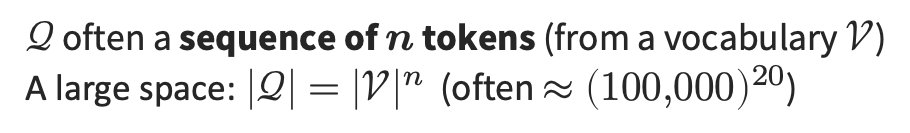 𝒬 often a sequence of n tokens (from a vocabulary 𝒱)
A large space: |𝒬| = |𝒱|ⁿ (often ≈ (100,000)²⁰)